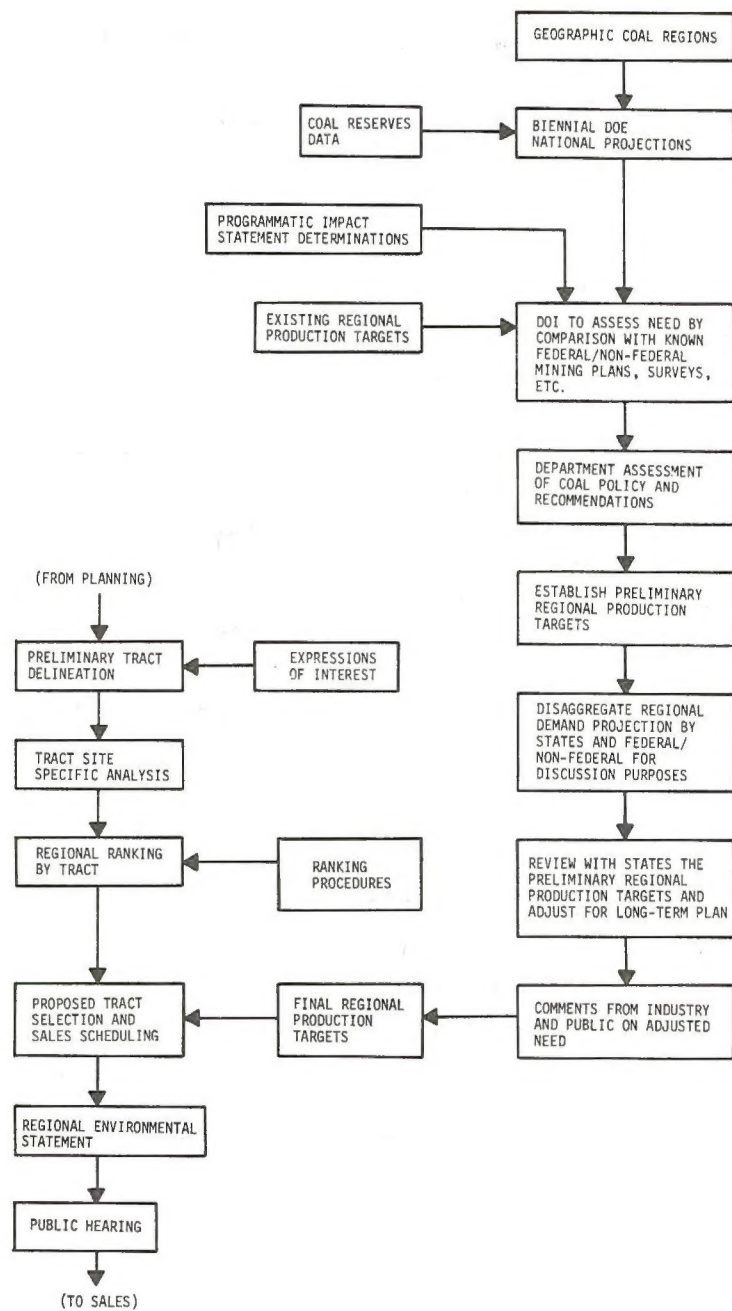 GEOGRAPHIC COAL REGIONS
COAL RESERVES
DATA
BIENNIAL DOE
NATIONAL PROJECTIONS
PROGRAMMATIC IMPACT
STATEMENT DETERMINATIONS
EXISTING REGIONAL
PRODUCTION TARGETS
DOI TO ASSESS NEED BY
COMPARISON WITH KNOWN
FEDERAL/NON-FEDERAL
MINING PLANS, SURVEYS,
ETC.
DEPARTMENT ASSESSMENT
OF COAL POLICY AND
RECOMMENDATIONS
ESTABLISH PRELIMINARY
REGIONAL PRODUCTION
TARGETS
DISAGGREGATE REGIONAL
DEMAND PROJECTION BY
STATES AND FEDERAL/
NON-FEDERAL FOR
DISCUSSION PURPOSES
REVIEW WITH STATES THE
PRELIMINARY REGIONAL
PRODUCTION TARGETS AND
ADJUST FOR LONG-TERM PLAN
COMMENTS FROM INDUSTRY
AND PUBLIC ON ADJUSTED
NEED
FINAL REGIONAL
PRODUCTION
TARGETS
(FROM PLANNING)
PRELIMINARY TRACT
DELINEATION
EXPRESSIONS
OF INTEREST
TRACT SITE
SPECIFIC ANALYSIS
REGIONAL RANKING
BY TRACT
RANKING
PROCEDURES
PROPOSED TRACT
SELECTION AND
SALES SCHEDULING
REGIONAL ENVIRONMENTAL
STATEMENT
PUBLIC HEARING
(TO SALES)